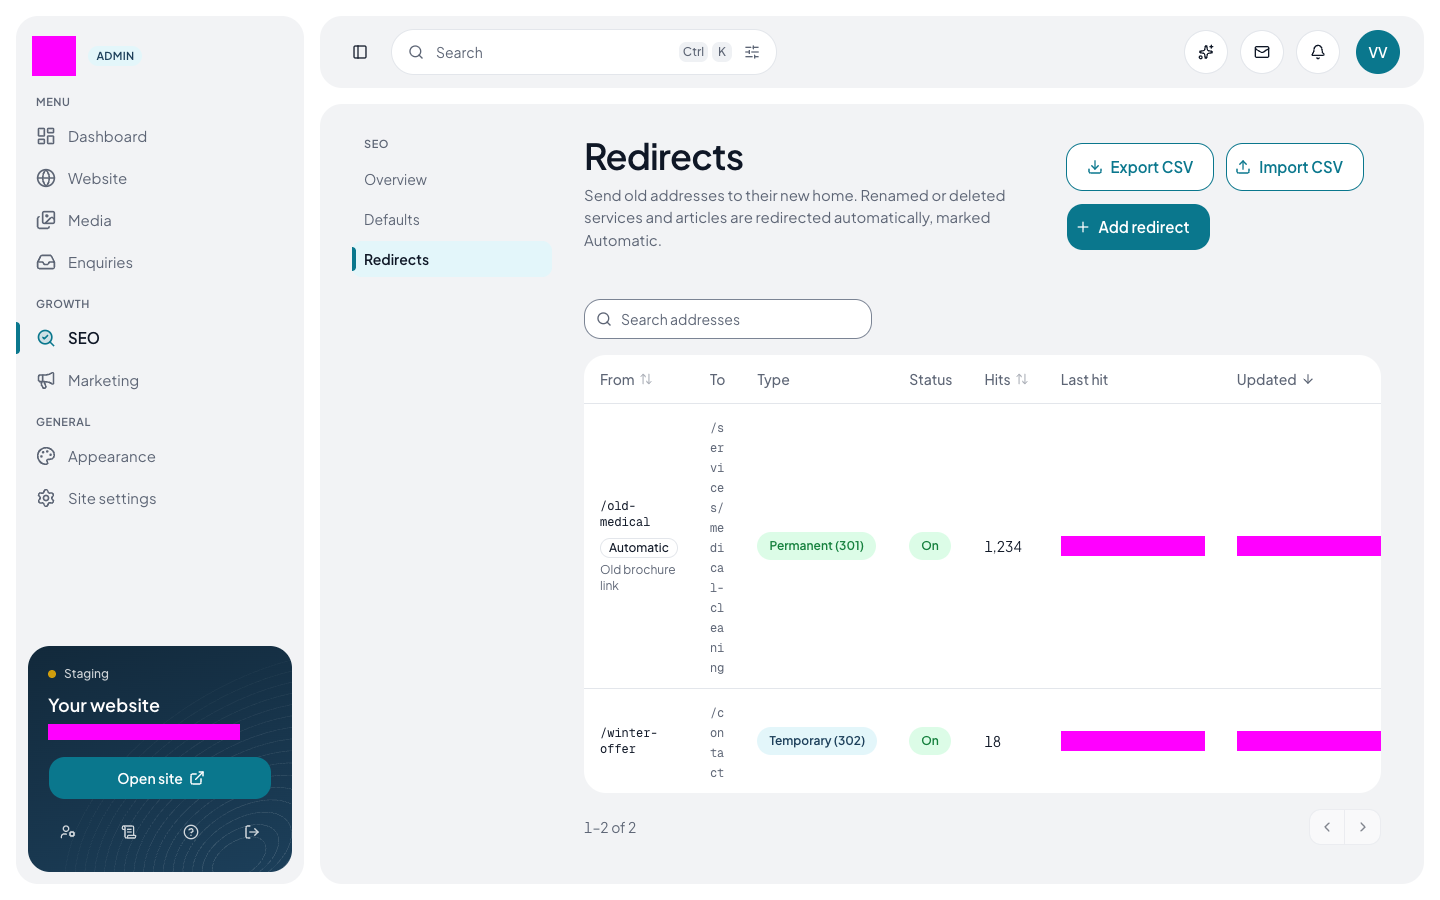 ADMIN
MENU
Dashboard
Website
Media
Enquiries
GROWTH
SEO
Marketing
GENERAL
Appearance
Site settings
Staging
Your website
Open site
Search
Ctrl K
VV
SEO
Overview
Defaults
Redirects
Redirects
Send old addresses to their new home. Renamed or deleted
services and articles are redirected automatically, marked
Automatic.
Export CSV
Import CSV
Add redirect
Search addresses
From To Type Status Hits Last hit Updated
/old-
medical
Automatic
Old brochure
link
/s
er
vi
ce
s/
me
di
ca
l-
cl
ea
ni
ng
Permanent (301)
On
1,234
/winter-
offer
/c
on
ta
ct
Temporary (302)
On
18
1–2 of 2